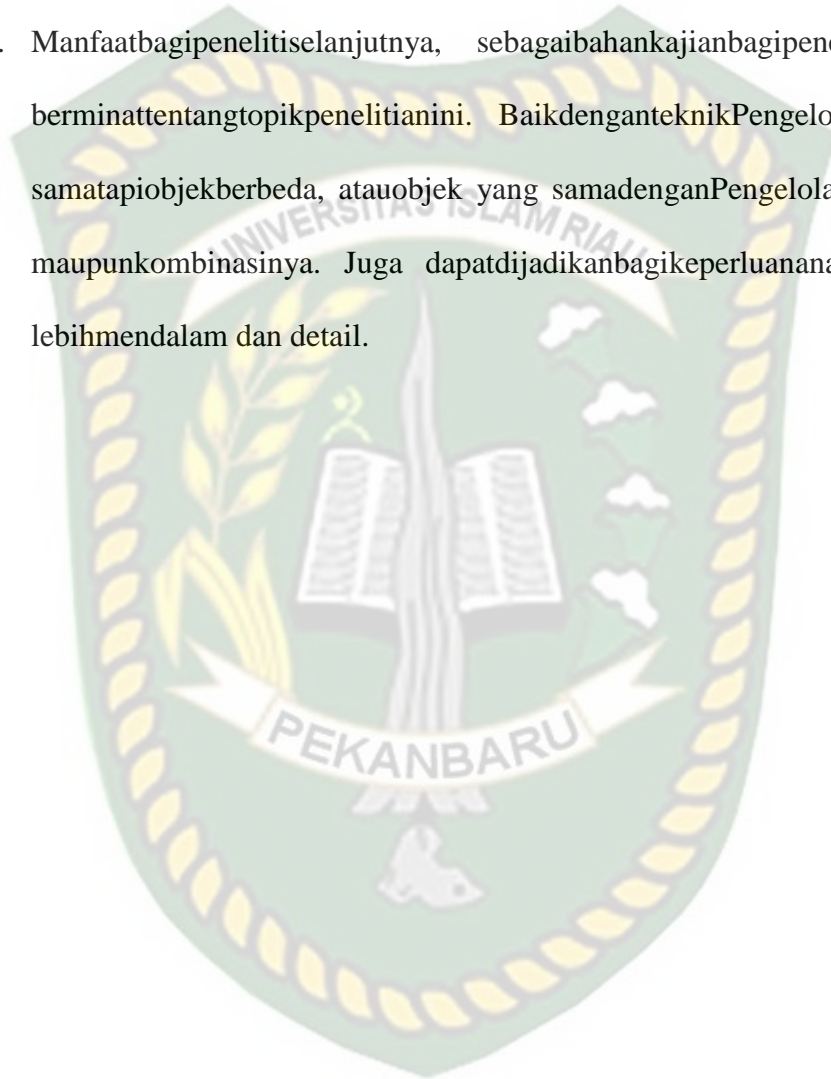 . Manfaatbagipenelitiselanjutnya, sebagaibahankajianbagipene
berminattentangtopikpenelitianini. BaikdenganteknikPengelo
samatapiobjekberbeda, atauobjek yang samadenganPengelola
UNIVERSITAS ISLAM RIAU
maupunkombinasinya. Juga dapatdijadikanbagikeperluanana
lebihmendalam dan detail.
PEKANBARU